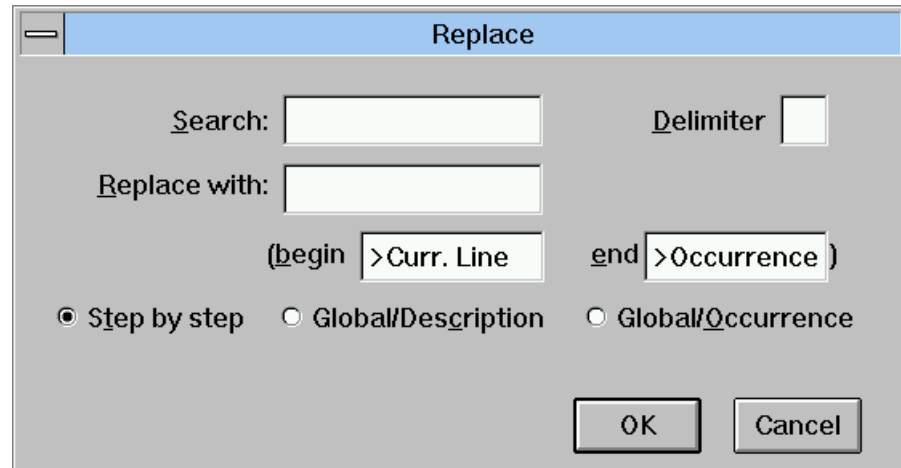 Replace
Search: Delimiter
Replace with:
(begin >Curr. Line end >Occurrence )
Step by step Global/Description Global/Occurrence
OK Cancel